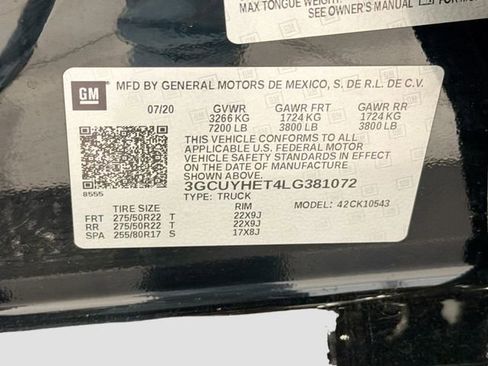 MAX TONGUE WEIGHT:
SEE OWNER'S MANUAL
FOR MORE
GM
MFD BY GENERAL MOTORS DE MEXICO, S. DE R.L. DE C.V.
07/20 GVWR GAWR FRT GAWR RR
3266 KG 1724 KG 1724 KG
7200 LB 3800 LB 3800 LB
THIS VEHICLE CONFORMS TO ALL
APPLICABLE U.S. FEDERAL MOTOR
VEHICLE SAFETY STANDARDS IN
EFFECT ON THE DATE OF
MANUFACTURE SHOWN ABOVE.
8555
3GCUYHET4LG381072
TYPE: TRUCK MODEL: 42CK10543
TIRE SIZE RIM
FRT 275/50R22 T 22X9J
RR 275/50R22 T 22X9J
SPA 255/80R17 S 17X8J